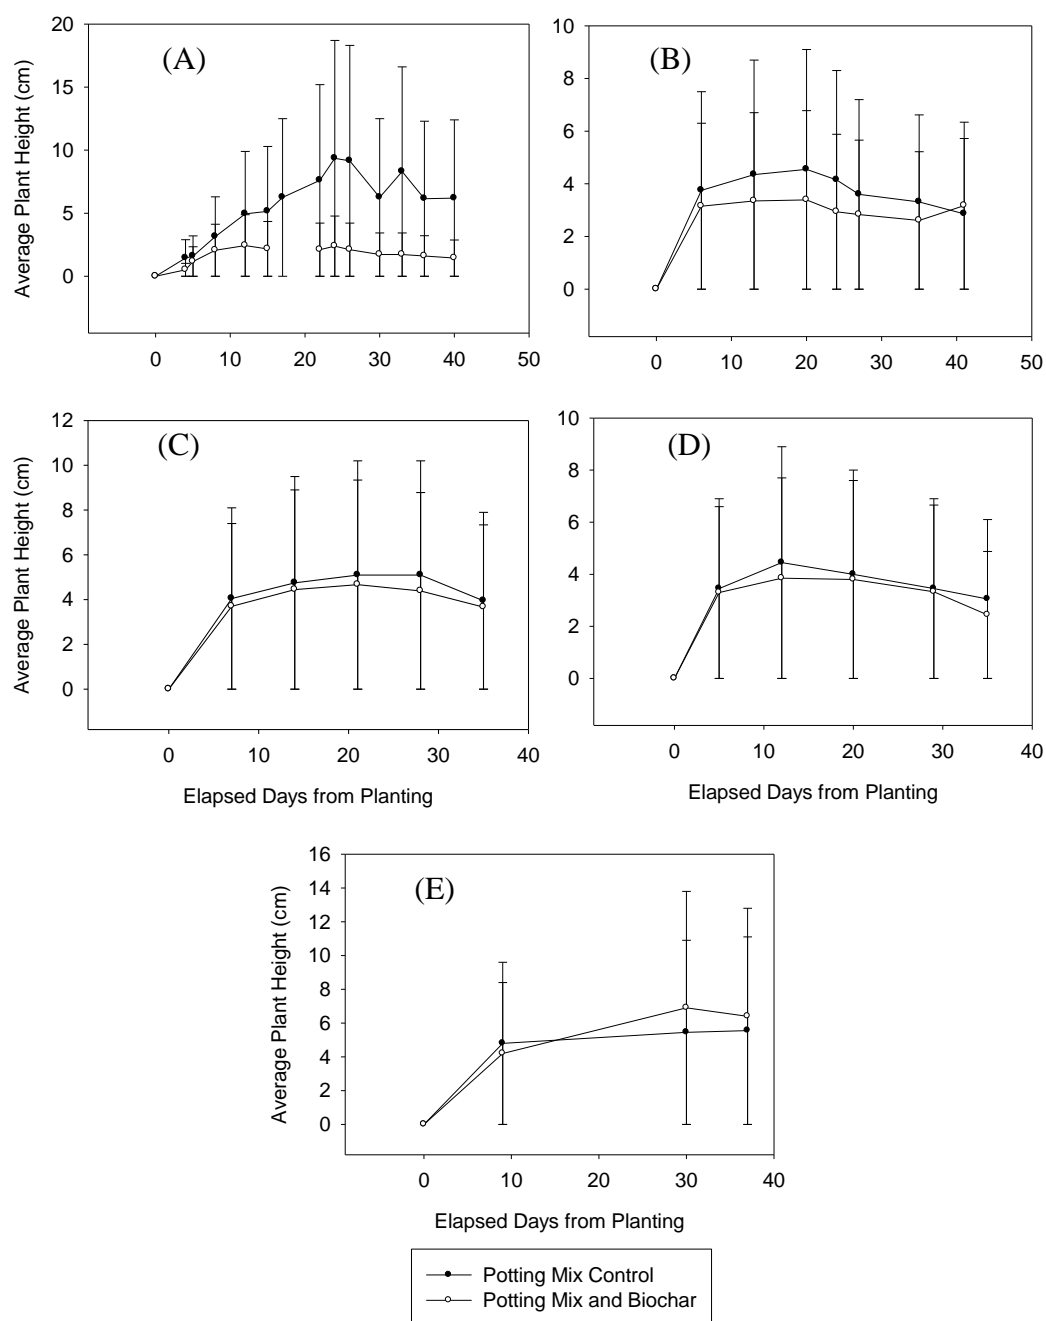 (A)
20
15
10
5
0
Average Plant Height (cm)
0 10 20 30 40 50
(B)
10
8
6
4
2
0
0 10 20 30 40 50
(C)
12
10
8
6
4
2
0
Average Plant Height (cm)
0 10 20 30 40
Elapsed Days from Planting
(D)
10
8
6
4
2
0
0 10 20 30 40
Elapsed Days from Planting
(E)
16
14
12
10
8
6
4
2
0
Average Plant Height (cm)
0 10 20 30 40
Elapsed Days from Planting
Potting Mix Control
Potting Mix and Biochar